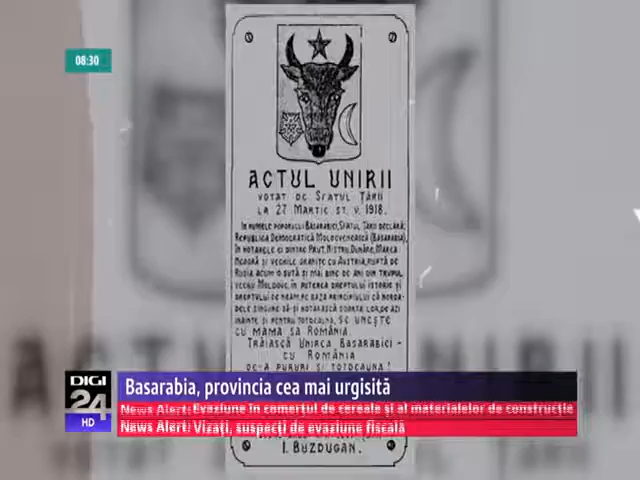 08:30
ACTUL UNIRII
VOTAT DE SFATUL ȚĂRII
LA 27 MARTIE ST. V. 1918.
ÎN NUMELE POPORULUI BASARABIEI, SFATUL ȚĂRII DECLARĂ:
REPUBLICA DEMOCRATICĂ MOLDOVENEASCĂ (BASARABIA),
ÎN HOTARELE EI DINTRE PRUT, NISTRU, DUNĂRE, MAREA
NEAGRĂ ȘI VECHILE GRANIȚE CU AUSTRIA, RUPTĂ DE
RUSIA ACUM O SUTĂ ȘI MAI BINE DE ANI DIN TRUPUL
VECHII MOLDOVE, ÎN PUTEREA DREPTULUI ISTORIC ȘI
DREPTULUI DE NEAM, PE BAZA PRINCIPIULUI CĂ NOROA-
DELE SINGURE SĂ-ȘI HOTĂRASCĂ SOARTA LOR, DE AZI
ÎNAINTE ȘI PENTRU TOTDEAUNA, SE UNEȘTE
CU MAMA SA ROMÂNIA.
TRĂIASCĂ UNIREA BASARABIEI -
CU ROMÂNIA
DE-A PURURI ȘI TOTDEAUNA!
DIGI
24
HD
Basarabia, provincia cea mai urgisită
News Alert: Evaziune în comerțul de cereale și al materialelor de construcție
News Alert: Vizați, suspecți de evaziune fiscală
I. BUZDUGAN.